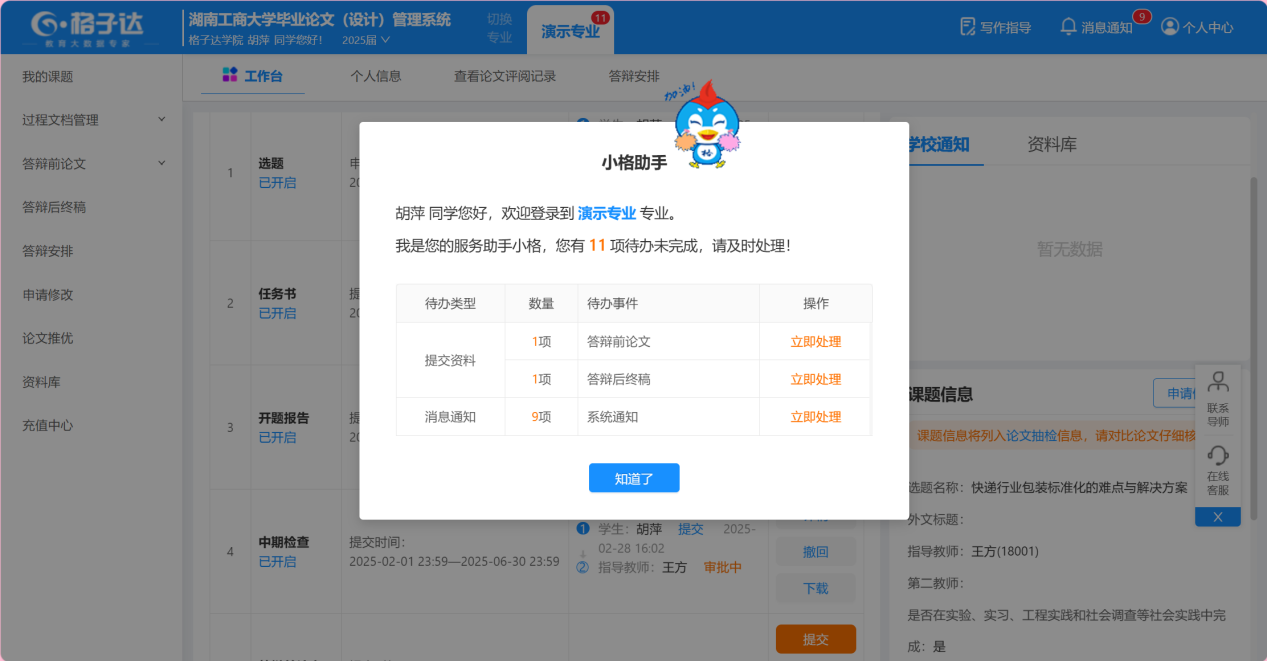 格子达
教育大数据专家
湖南工商大学毕业论文（设计）管理系统
格子达学院 胡萍 同学您好！ 2025届
切换
专业
演示专业
11
写作指导
消息通知
9
个人中心
我的课题
过程文档管理
答辩前论文
答辩后终稿
答辩安排
申请修改
论文推优
资料库
充值中心
工作台
个人信息
查看论文评阅记录
答辩安排
加油!
1
选题
已开启
2
任务书
已开启
3
开题报告
已开启
4
中期检查
已开启
提交时间：
2025-02-01 23:59—2025-06-30 23:59
1 学生：胡萍 提交 2025-
02-28 16:02
2 指导教师：王方 审批中
撤回
下载
提交
小格助手
格
胡萍 同学您好，欢迎登录到 演示专业 专业。
我是您的服务助手小格，您有 11 项待办未完成，请及时处理！
待办类型 数量 待办事件 操作
提交资料
1项 答辩前论文 立即处理
1项 答辩后终稿 立即处理
消息通知 9项 系统通知 立即处理
知道了
学校通知
资料库
暂无数据
课题信息
申请
课题信息将列入论文抽检信息，请对比论文仔细核
选题名称：快递行业包装标准化的难点与解决方案
外文标题：
指导教师：王方(18001)
第二教师：
是否在实验、实习、工程实践和社会调查等社会实践中完
成：是
联系
导师
在线
客服
X